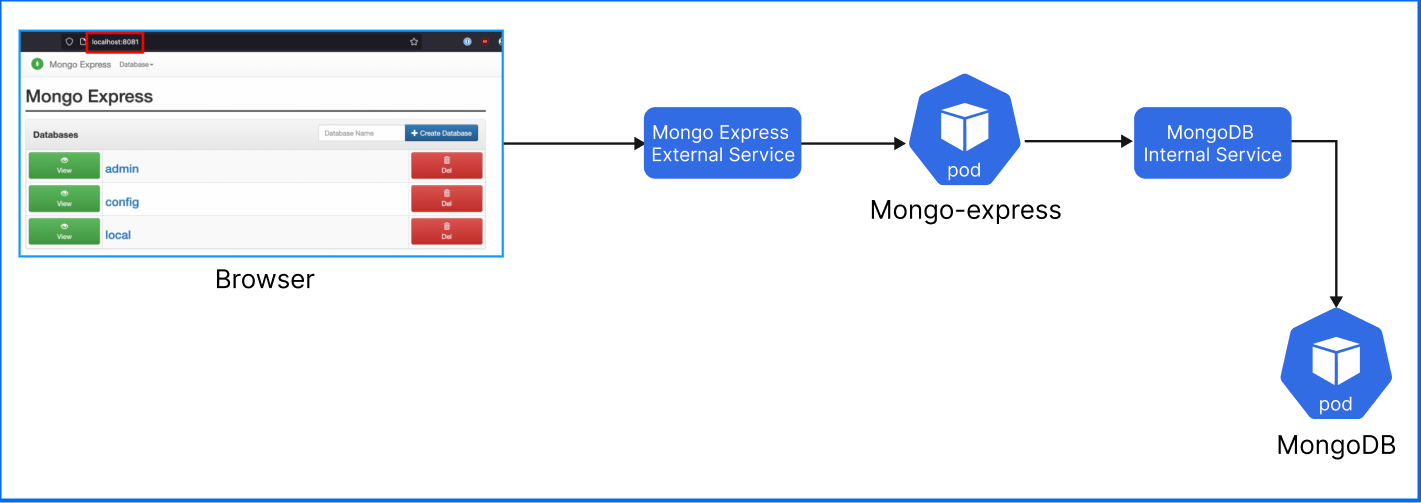 localhost:8081
Mongo Express Database
Mongo Express
Databases
Database Name
+ Create Database
View
admin
Del
View
config
Del
View
local
Del
Browser
Mongo Express
External Service
pod
Mongo-express
MongoDB
Internal Service
pod
MongoDB